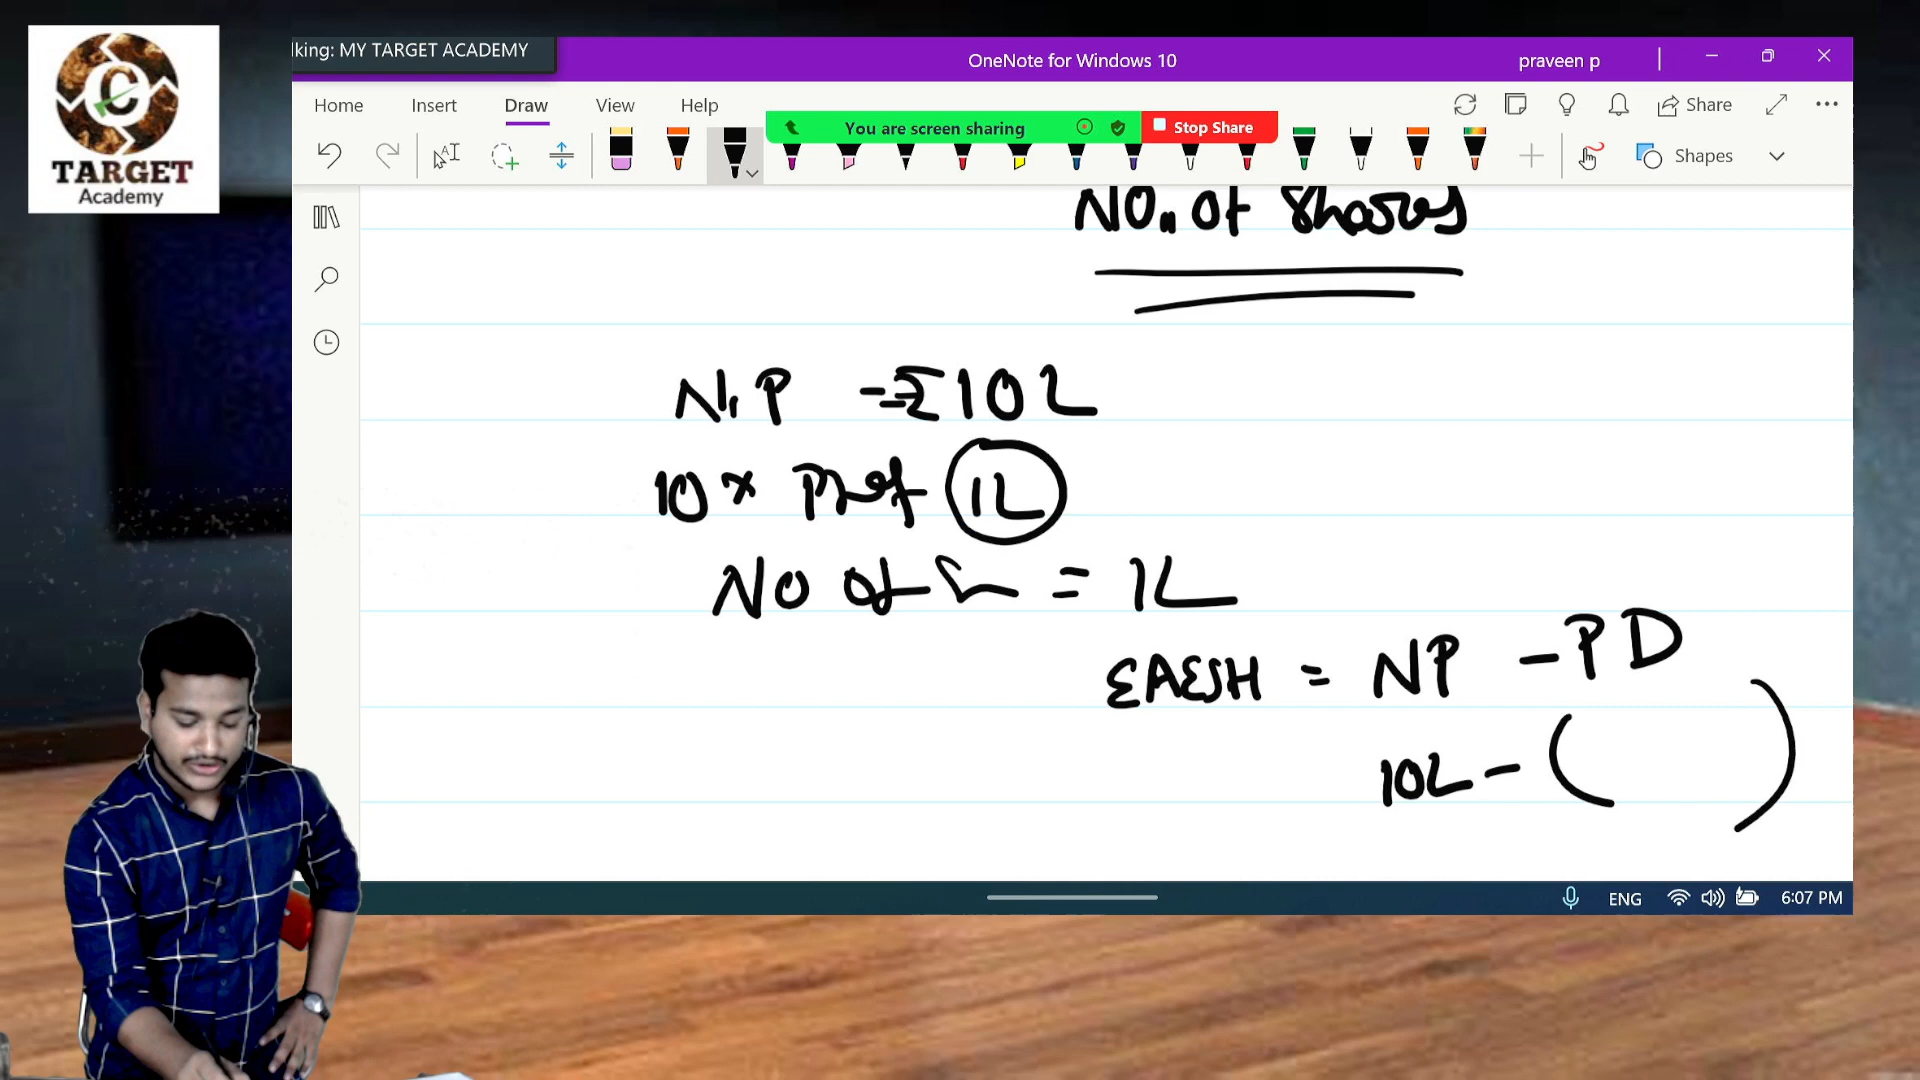 TARGET
Academy
lking: MY TARGET ACADEMY
OneNote for Windows 10
praveen p
Home Insert Draw View Help
You are screen sharing
Stop Share
Share
Shapes
No. of Shares
N.P = ₹10L
10% Pref 1L
No of = 1L
EAESH = NP - PD
10L - ( )
ENG 6:07 PM